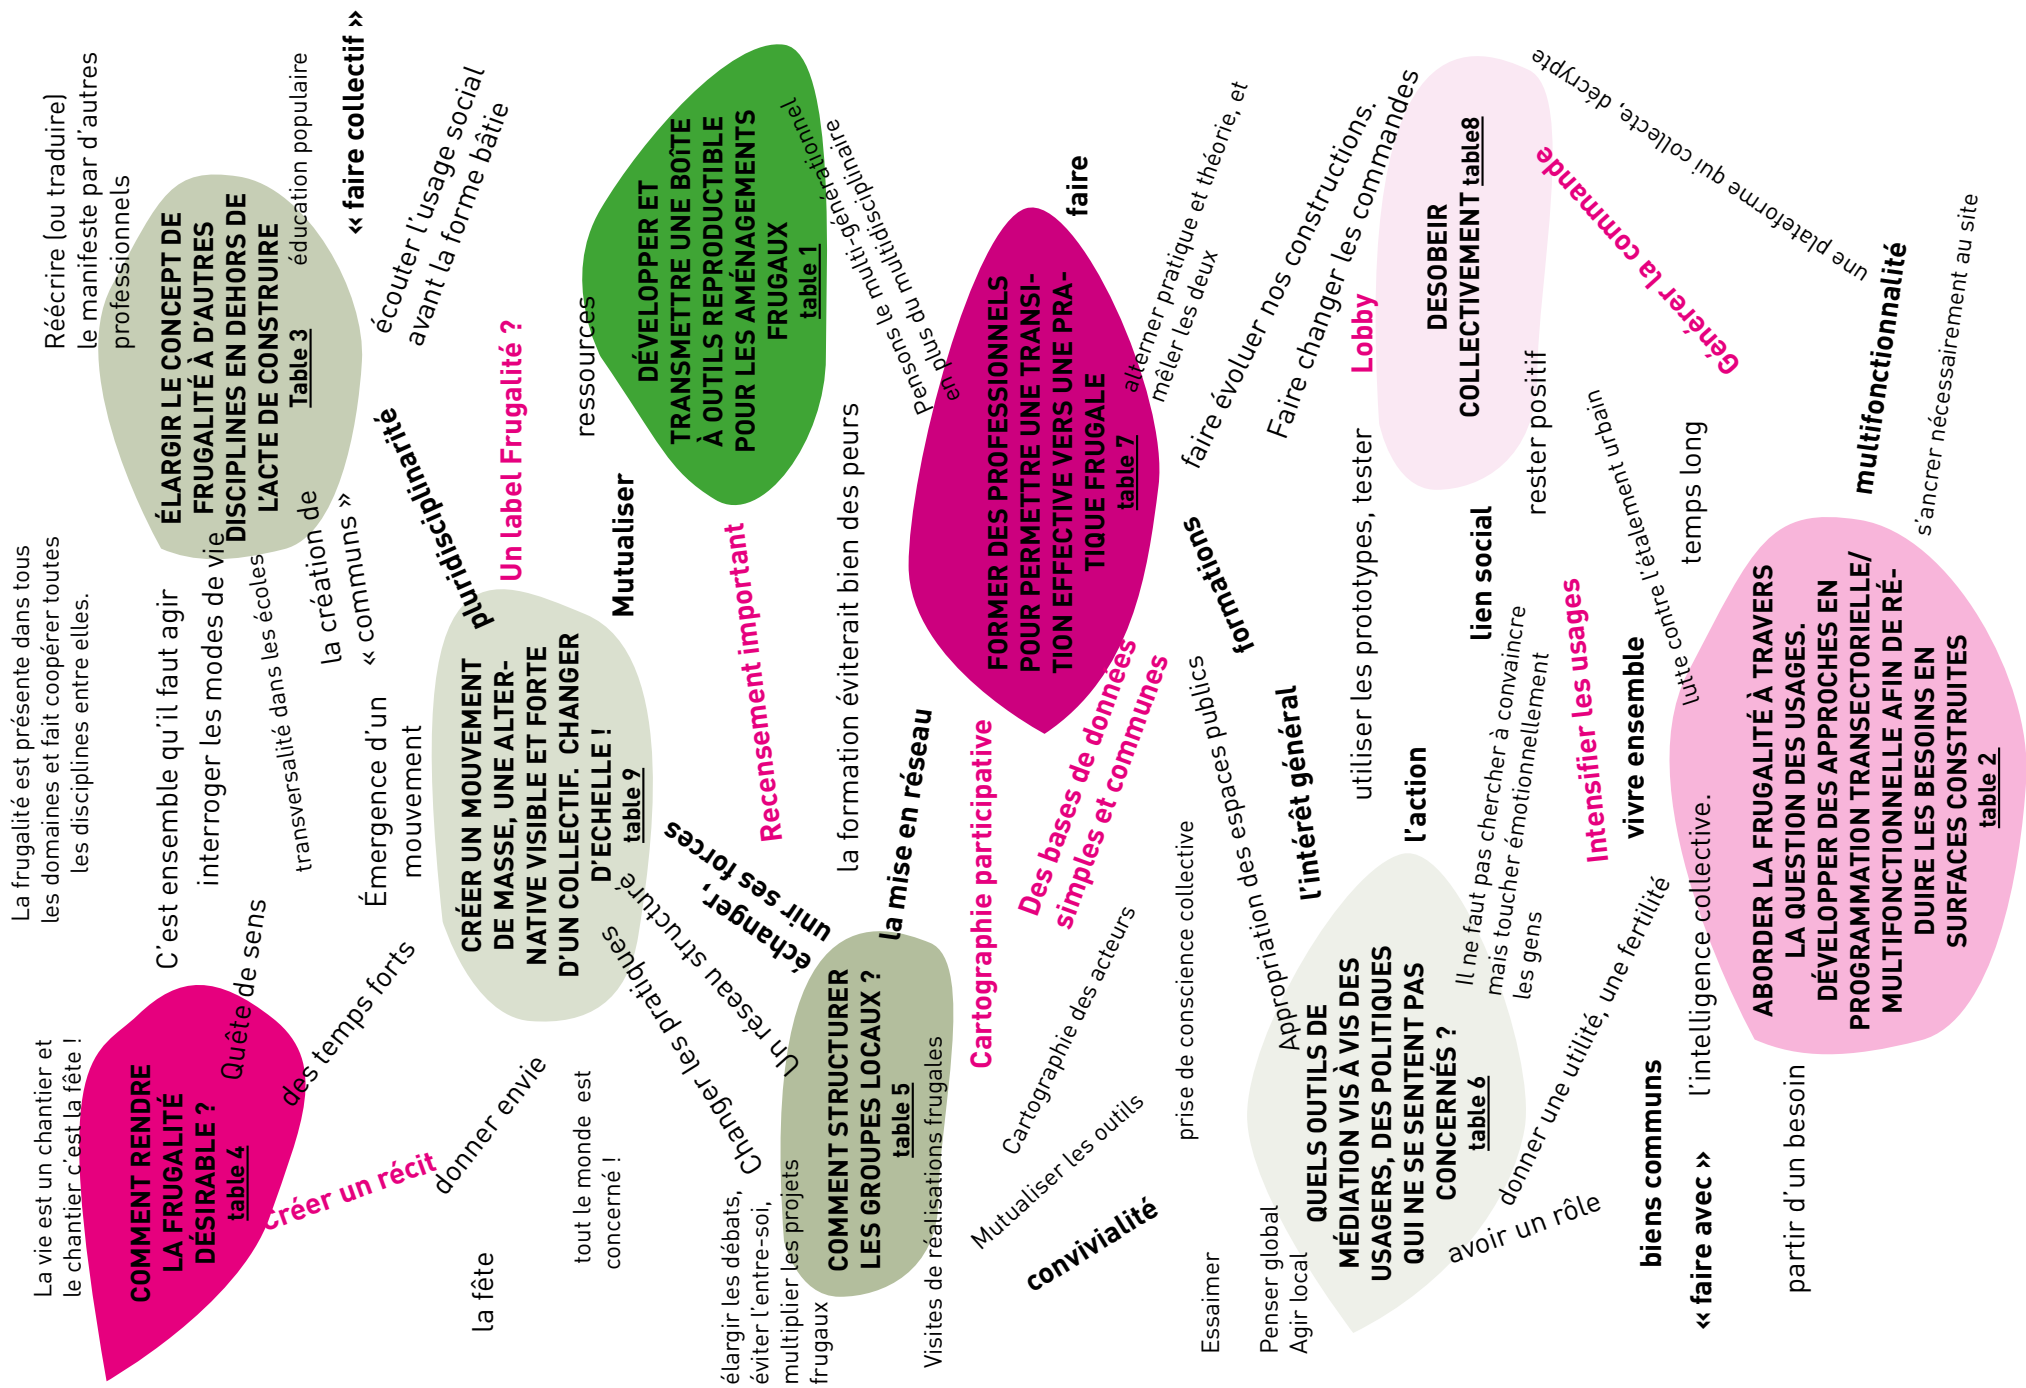 La vie est un chantier et
le chantier c'est la fête !
COMMENT RENDRE
LA FRUGALITÉ
DÉSIRABLE ?
table 4
Quête de sens
des temps forts
Créer un récit
donner envie
la fête
tout le monde est
concerné !
La frugalité est présente dans tous
les domaines et fait coopérer toutes
les disciplines entre elles.
C'est ensemble qu'il faut agir
interroger les modes de vie
transversalité dans les écoles
la création de
« communs »
Émergence d'un
mouvement
Réécrire (ou traduire)
le manifeste par d'autres
professionnels
ÉLARGIR LE CONCEPT DE
FRUGALITÉ À D'AUTRES
DISCIPLINES EN DEHORS DE
L'ACTE DE CONSTRUIRE
Table 3
éducation populaire
« faire collectif »
écouter l'usage social
avant la forme bâtie
pluridisciplinarité
Un label Frugalité ?
CRÉER UN MOUVEMENT
DE MASSE, UNE ALTER-
NATIVE VISIBLE ET FORTE
D'UN COLLECTIF. CHANGER
D'ECHELLE !
table 9
ressources
Mutualiser
DÉVELOPPER ET
TRANSMETTRE UNE BOîTE
À OUTILS REPRODUCTIBLE
POUR LES AMÉNAGEMENTS
FRUGAUX
table 1
Pensons le multi-générationnel
en plus du multidisciplinaire
Recensement important
la formation éviterait bien des peurs
échanger,
unir ses forces
Un réseau structuré
Changer les pratiques
élargir les débats,
éviter l'entre-soi,
multiplier les projets
frugaux
COMMENT STRUCTURER
LES GROUPES LOCAUX ?
table 5
la mise en réseau
Visites de réalisations frugales
Cartographie participative
Des bases de données
simples et communes
Cartographie des acteurs
Mutualiser les outils
convivialité
FORMER DES PROFESSIONNELS
POUR PERMETTRE UNE TRANSI-
TION EFFECTIVE VERS UNE PRA-
TIQUE FRUGALE
table 7
faire
alterner pratique et théorie, et
mêler les deux
faire évoluer nos constructions.
Faire changer les commandes
formations
prise de conscience collective
Appropriation des espaces publics
l'intérêt général
Essaimer
Penser global
Agir local
QUELS OUTILS DE
MÉDIATION VIS À VIS DES
USAGERS, DES POLITIQUES
QUI NE SE SENTENT PAS
CONCERNÉS ?
table 6
utiliser les prototypes, tester
l'action
Lobby
DESOBEIR
COLLECTIVEMENT table8
lien social
rester positif
Il ne faut pas chercher à convaincre
mais toucher émotionnellement
les gens
avoir un rôle
donner une utilité, une fertilité
Intensifier les usages
vivre ensemble
biens communs
« faire avec »
l'intelligence collective.
Générer la commande
une plateforme qui collecte, décrypte
lutte contre l'étalement urbain
temps long
multifonctionnalité
s'ancrer nécessairement au site
ABORDER LA FRUGALITÉ À TRAVERS
LA QUESTION DES USAGES.
DÉVELOPPER DES APPROCHES EN
PROGRAMMATION TRANSECTORIELLE/
MULTIFONCTIONNELLE AFIN DE RÉ-
DUIRE LES BESOINS EN
SURFACES CONSTRUITES
table 2
partir d'un besoin